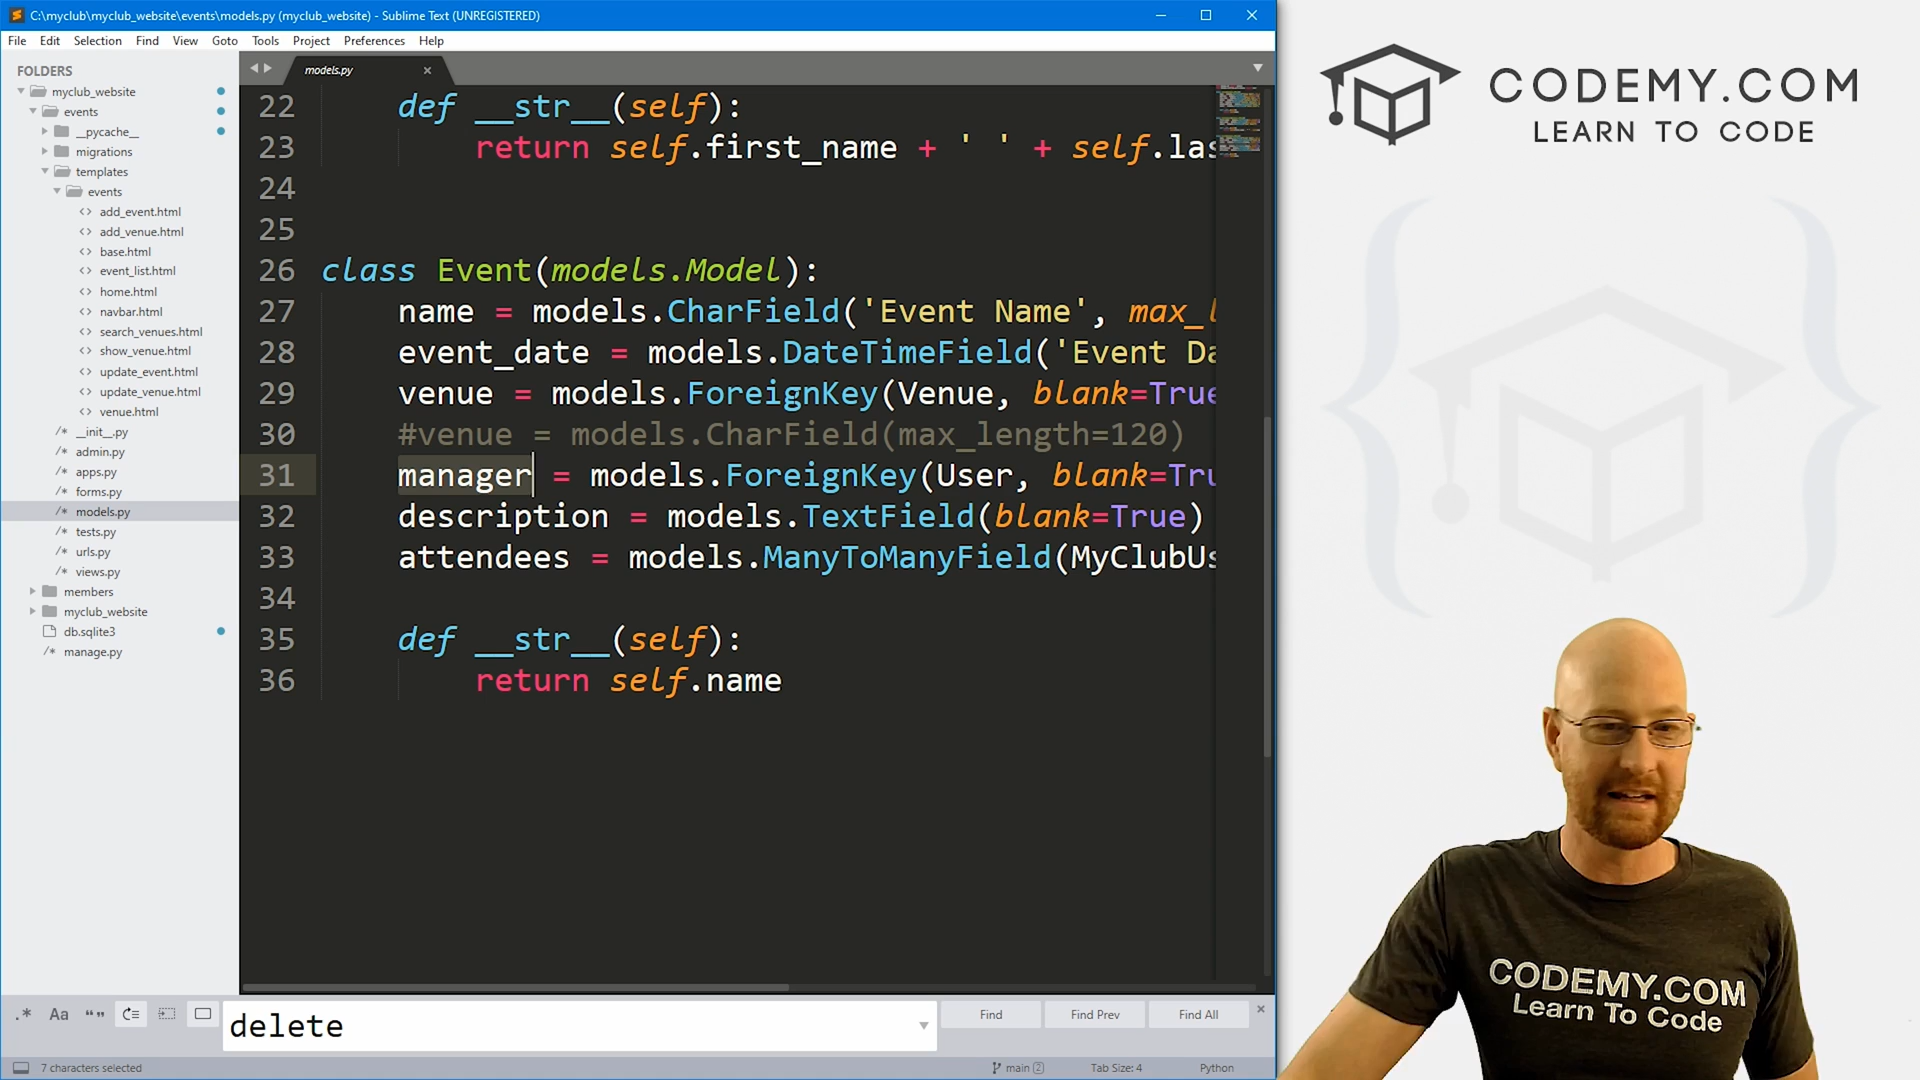 C:\myclub\myclub_website\events\models.py (myclub_website) - Sublime Text (UNREGISTERED)
File Edit Selection Find View Goto Tools Project Preferences Help
FOLDERS
myclub_website
events
__pycache__
migrations
templates
events
add_event.html
add_venue.html
base.html
event_list.html
home.html
navbar.html
search_venues.html
show_venue.html
update_event.html
update_venue.html
venue.html
__init__.py
admin.py
apps.py
forms.py
models.py
tests.py
urls.py
views.py
members
myclub_website
db.sqlite3
manage.py
models.py
22 def __str__(self):
23 return self.first_name + ' ' + self.las
24
25
26 class Event(models.Model):
27 name = models.CharField('Event Name', max_l
28 event_date = models.DateTimeField('Event Da
29 venue = models.ForeignKey(Venue, blank=True
30 #venue = models.CharField(max_length=120)
31 manager = models.ForeignKey(User, blank=Tru
32 description = models.TextField(blank=True)
33 attendees = models.ManyToManyField(MyClubUs
34
35 def __str__(self):
36 return self.name
.* Aa “” delete Find Find Prev Find All
7 characters selected main 2 Tab Size: 4 Python
CODEMY.COM
LEARN TO CODE
CODEMY.COM
Learn To Code